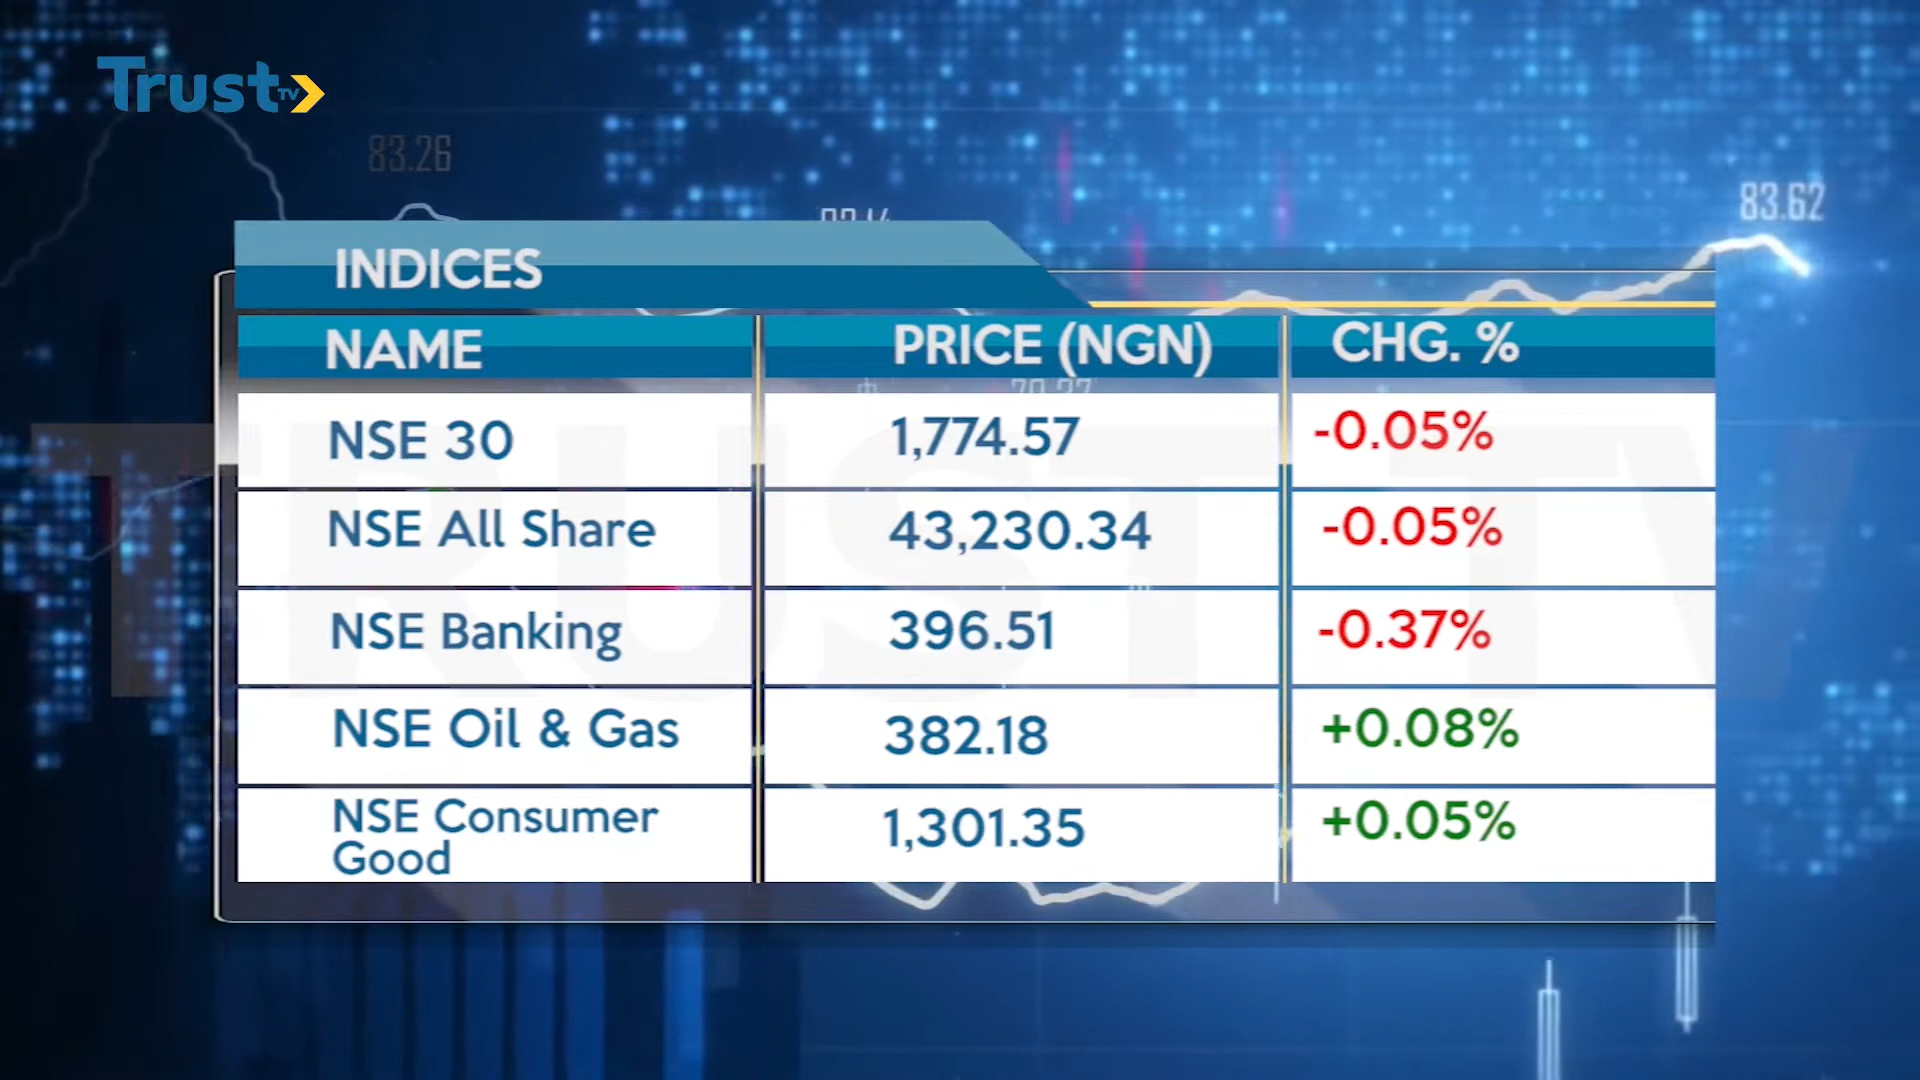 Trust TV
83.26
83.62
INDICES
NAME PRICE (NGN) CHG. %
NSE 30 1,774.57 -0.05%
NSE All Share 43,230.34 -0.05%
NSE Banking 396.51 -0.37%
NSE Oil & Gas 382.18 +0.08%
NSE Consumer
Good 1,301.35 +0.05%
TRUST TV